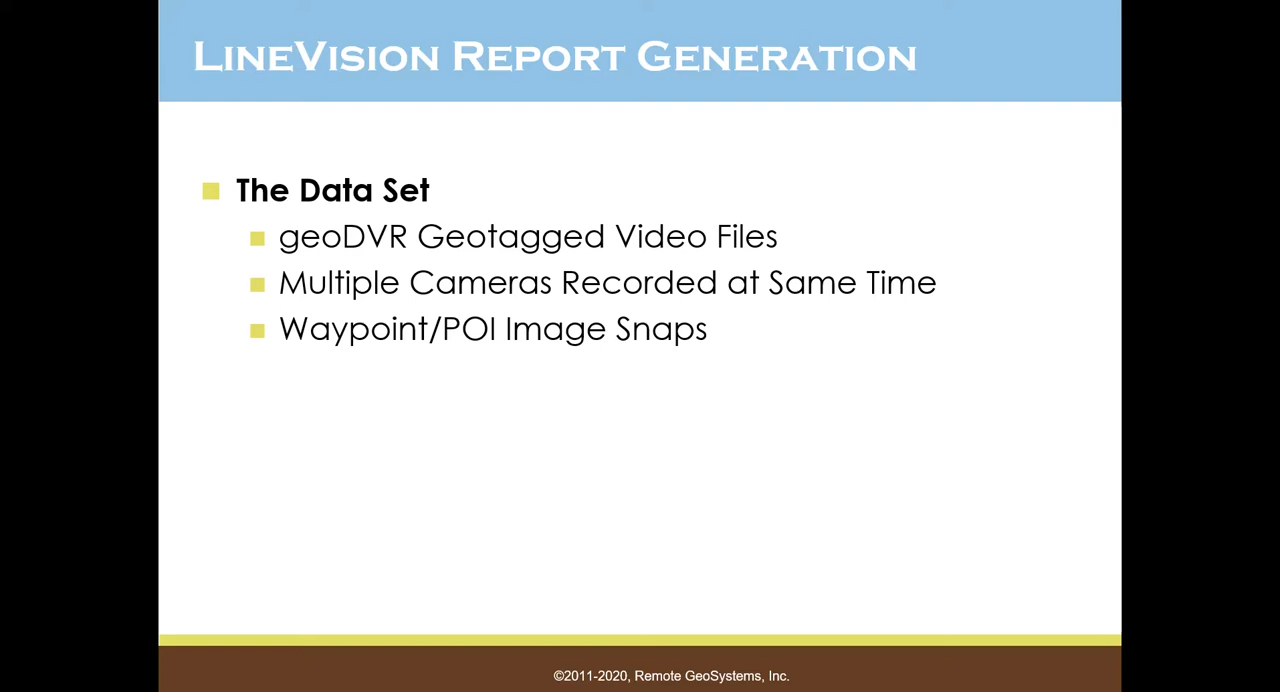 LineVision Report Generation
The Data Set
geoDVR Geotagged Video Files
Multiple Cameras Recorded at Same Time
Waypoint/POI Image Snaps
©2011-2020, Remote GeoSystems, Inc.